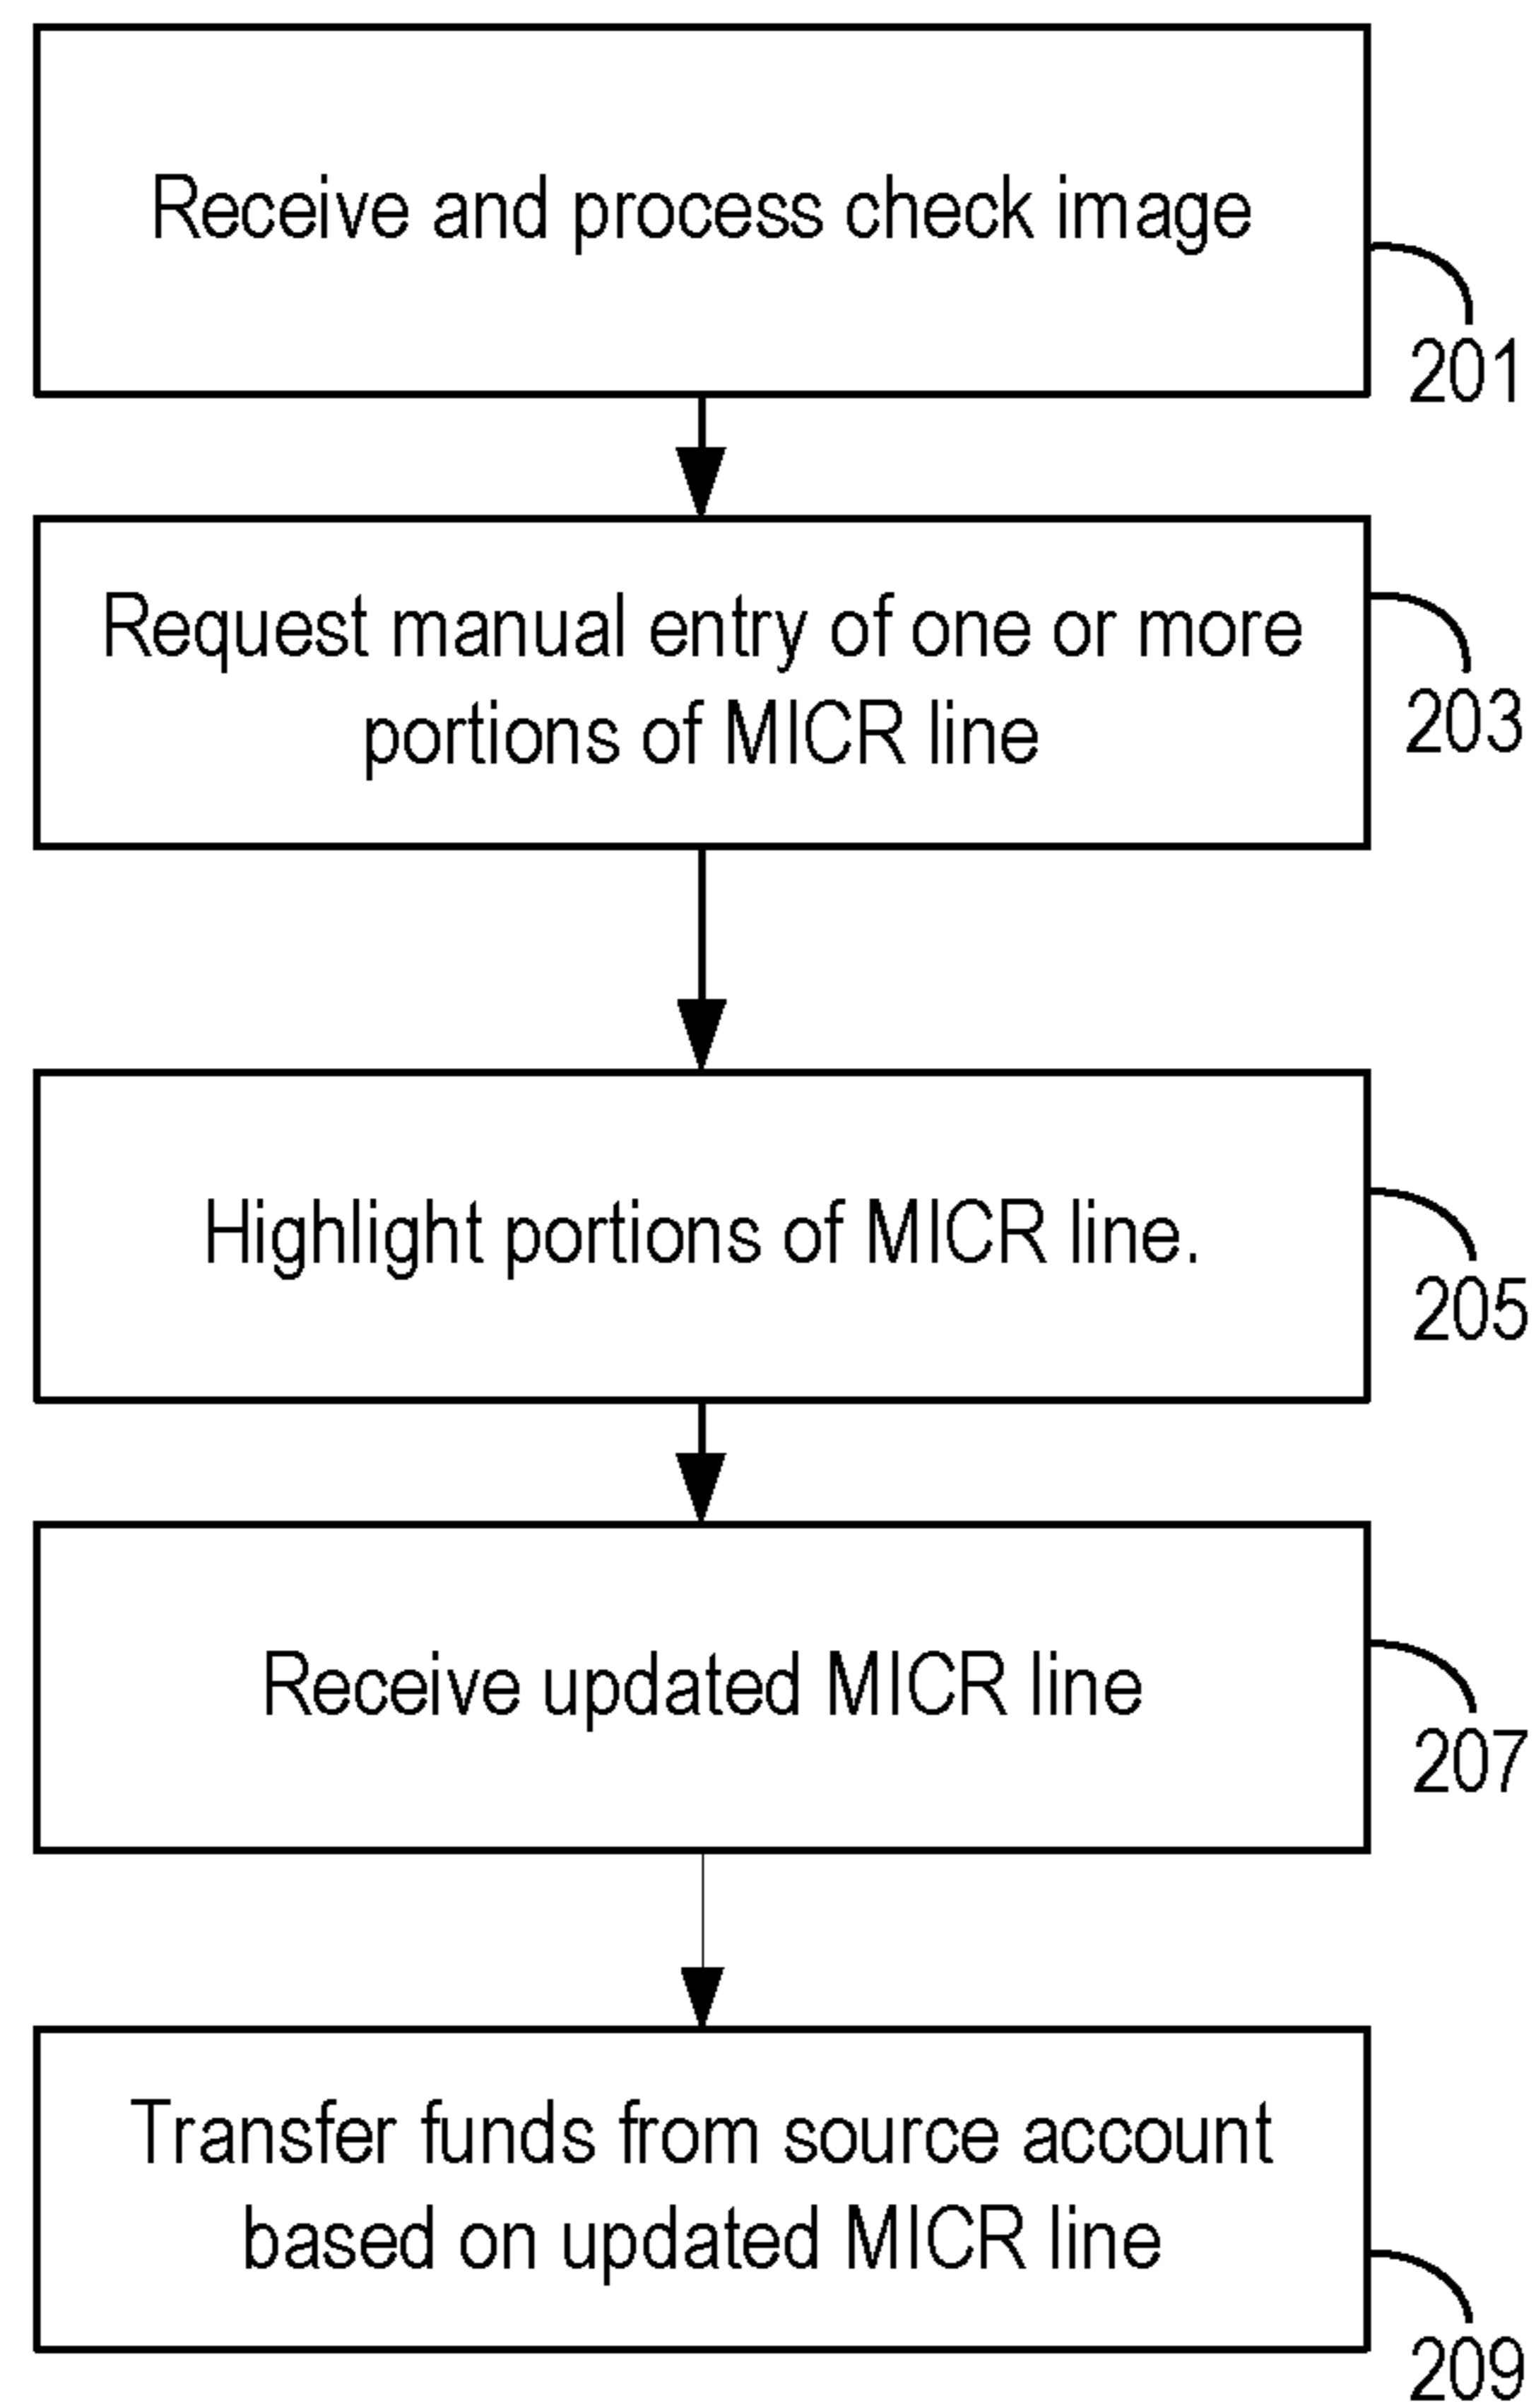 Receive and process check image
201
Request manual entry of one or more
portions of MICR line
203
Highlight portions of MICR line.
205
Receive updated MICR line
207
Transfer funds from source account
based on updated MICR line
209